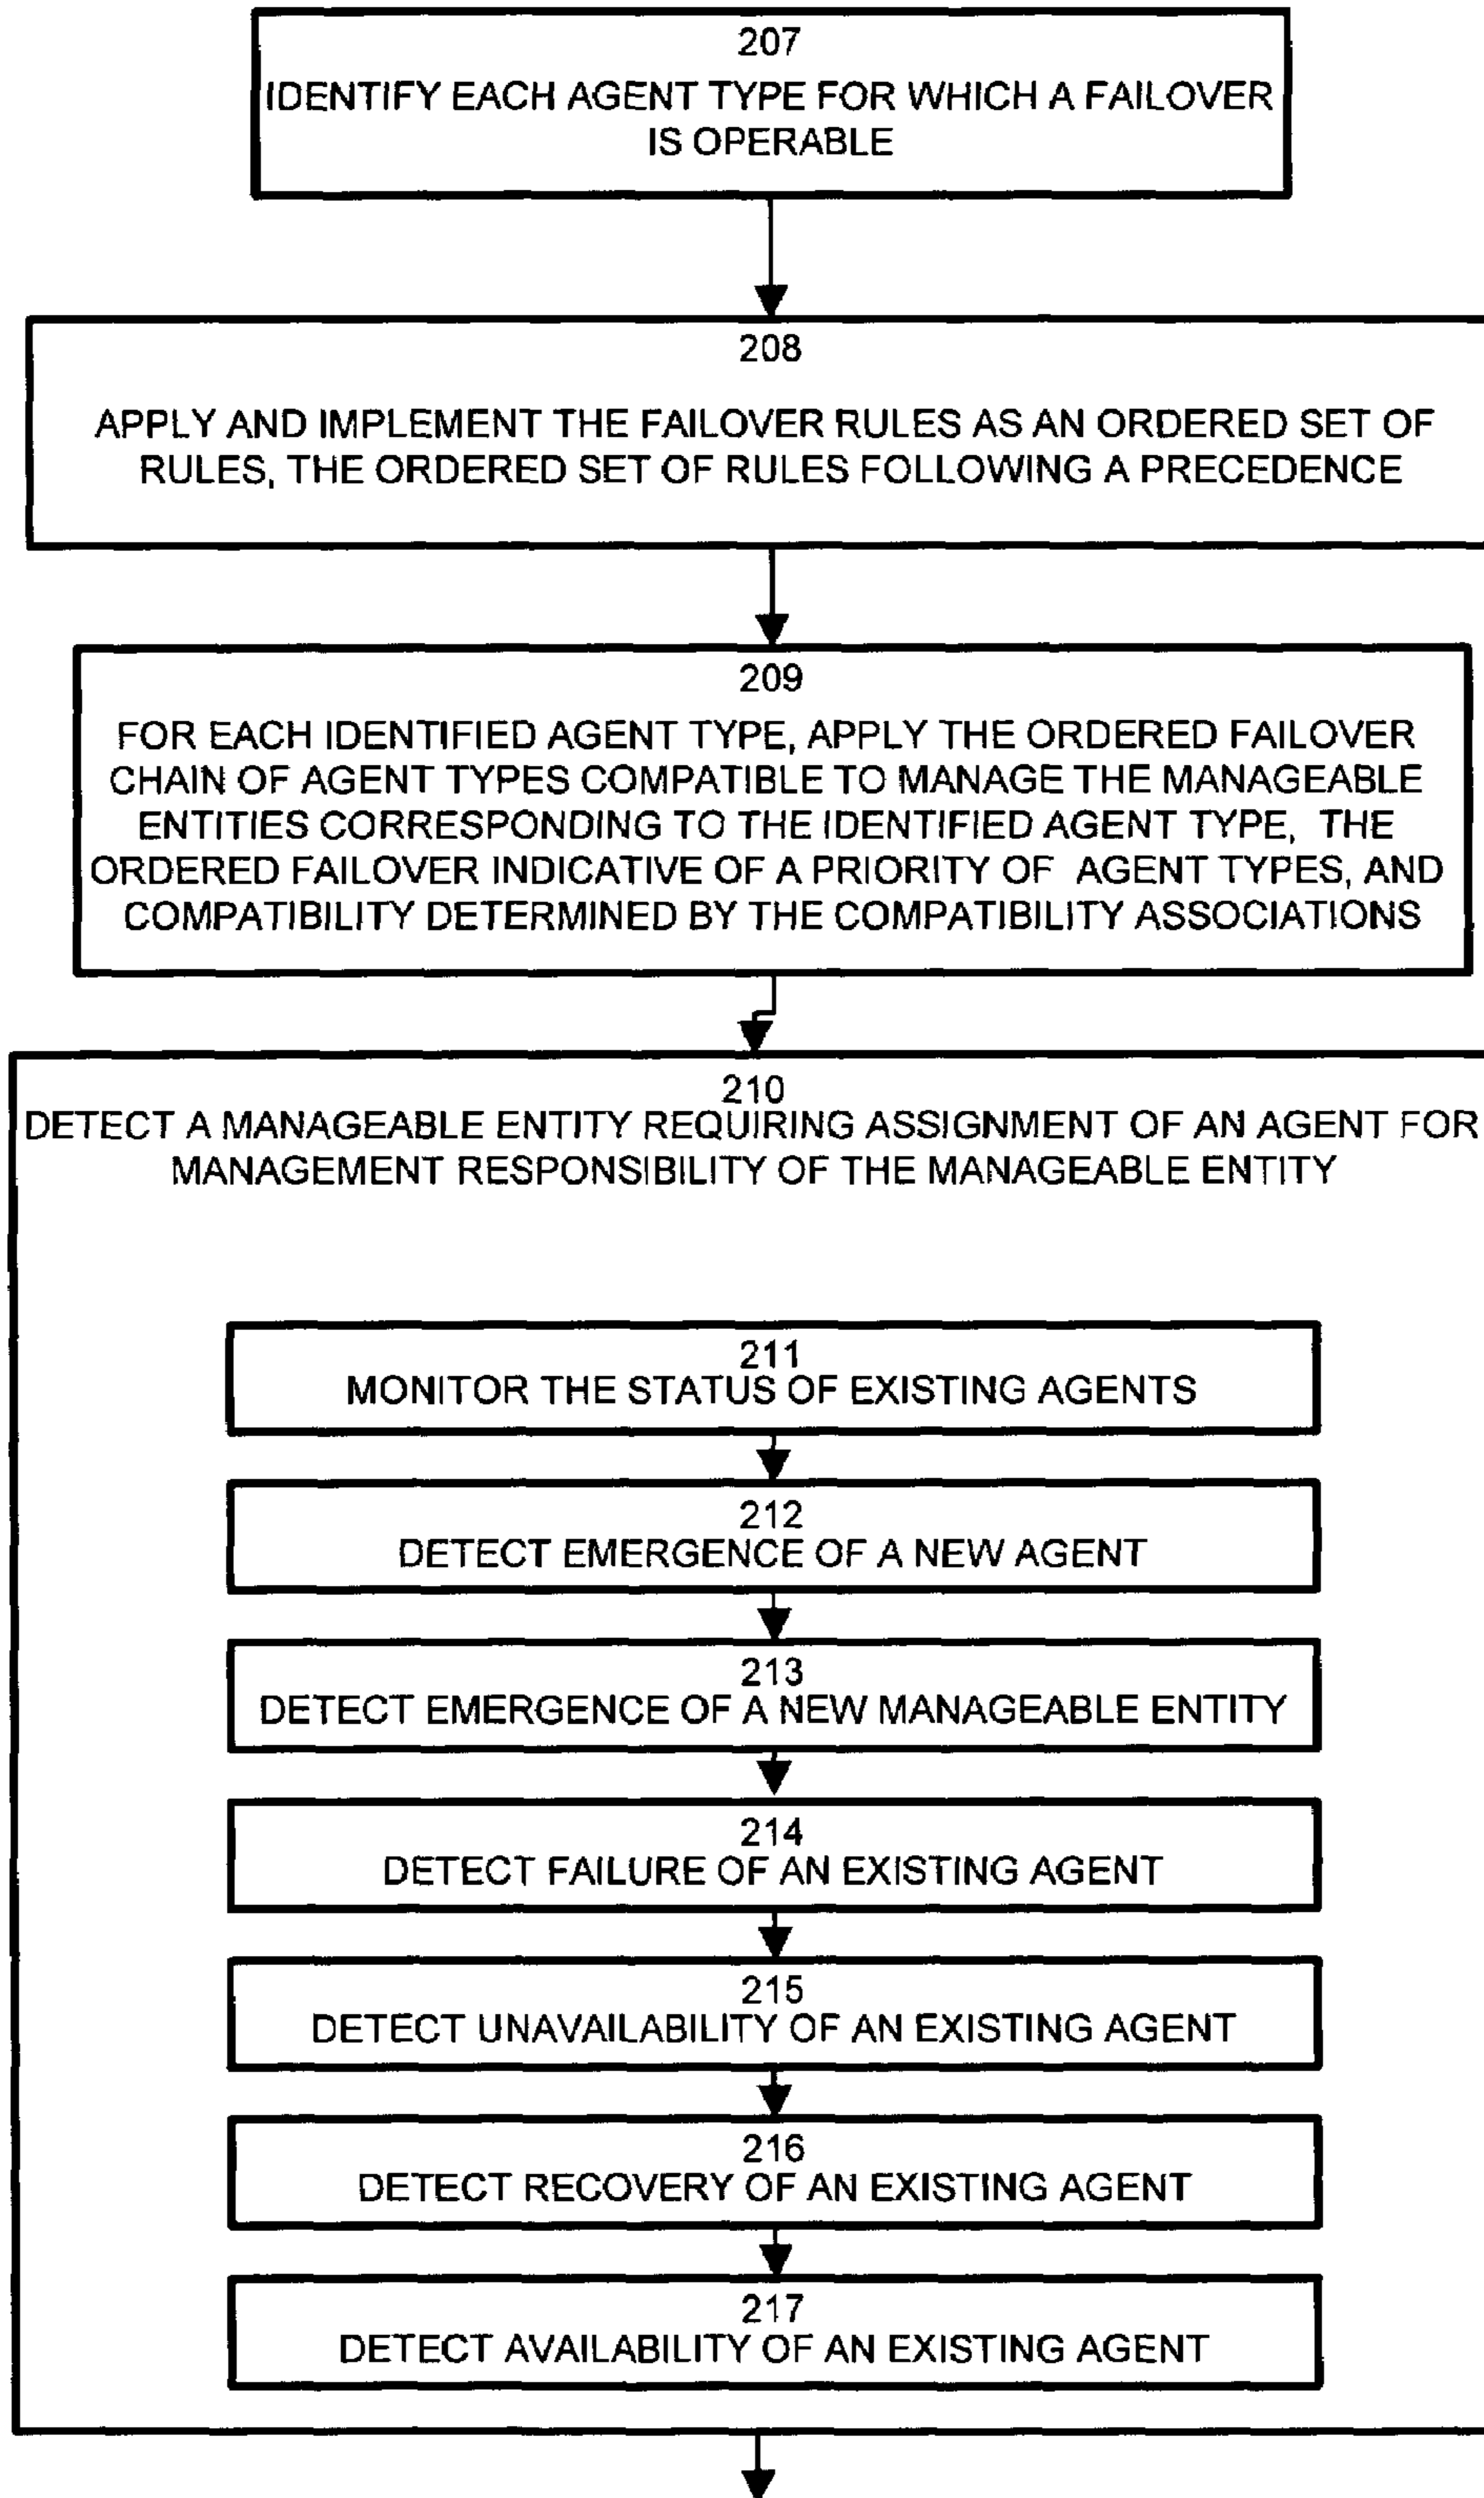 207
IDENTIFY EACH AGENT TYPE FOR WHICH A FAILOVER
IS OPERABLE
208
APPLY AND IMPLEMENT THE FAILOVER RULES AS AN ORDERED SET OF
RULES, THE ORDERED SET OF RULES FOLLOWING A PRECEDENCE
209
FOR EACH IDENTIFIED AGENT TYPE, APPLY THE ORDERED FAILOVER
CHAIN OF AGENT TYPES COMPATIBLE TO MANAGE THE MANAGEABLE
ENTITIES CORRESPONDING TO THE IDENTIFIED AGENT TYPE, THE
ORDERED FAILOVER INDICATIVE OF A PRIORITY OF AGENT TYPES, AND
COMPATIBILITY DETERMINED BY THE COMPATIBILITY ASSOCIATIONS
210
DETECT A MANAGEABLE ENTITY REQUIRING ASSIGNMENT OF AN AGENT FOR
MANAGEMENT RESPONSIBILITY OF THE MANAGEABLE ENTITY
211
MONITOR THE STATUS OF EXISTING AGENTS
212
DETECT EMERGENCE OF A NEW AGENT
213
DETECT EMERGENCE OF A NEW MANAGEABLE ENTITY
214
DETECT FAILURE OF AN EXISTING AGENT
215
DETECT UNAVAILABILITY OF AN EXISTING AGENT
216
DETECT RECOVERY OF AN EXISTING AGENT
217
DETECT AVAILABILITY OF AN EXISTING AGENT